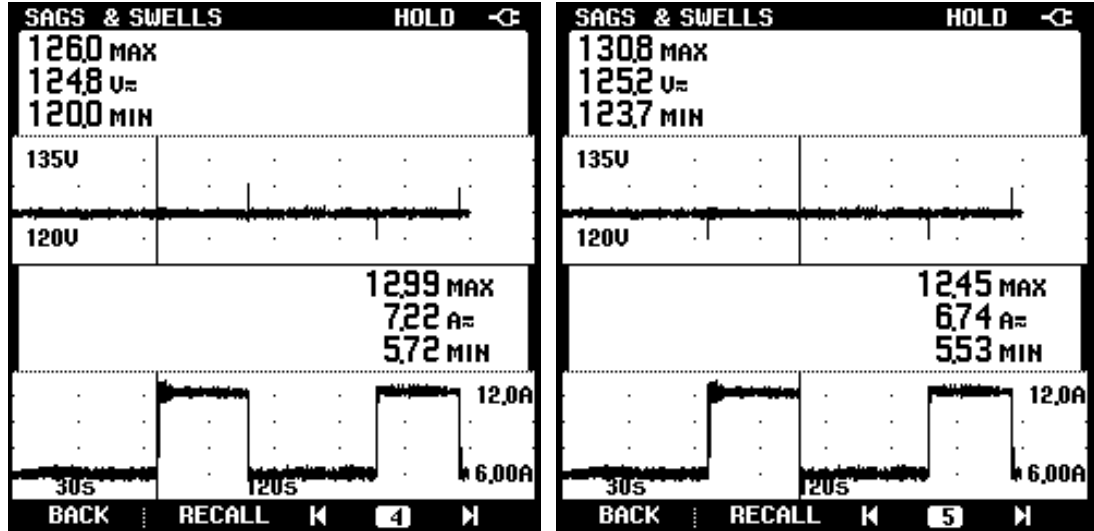 SAGS & SWELLS HOLD
126.0 MAX
124.8 V≂
120.0 MIN
135V
120V
12.99 MAX
7.22 A≂
5.72 MIN
12.0A
6.00A
30s 120s
BACK RECALL 4
SAGS & SWELLS HOLD
130.8 MAX
125.2 V≂
123.7 MIN
135V
120V
12.45 MAX
6.74 A≂
5.53 MIN
12.0A
6.00A
30s 120s
BACK RECALL 5